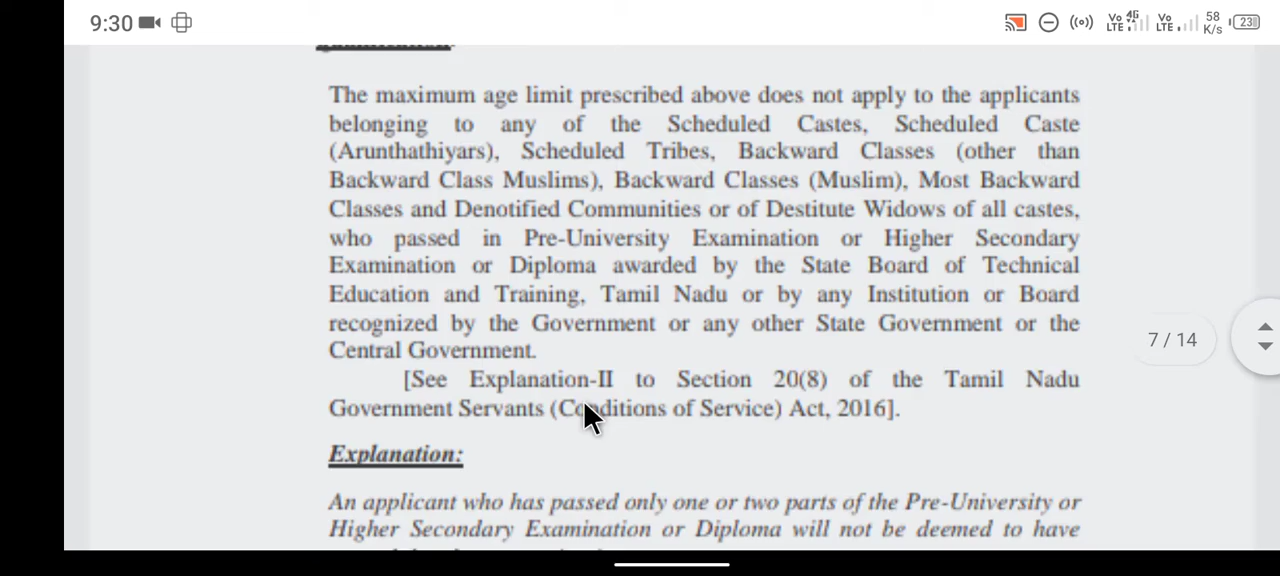 9:30
Vo 4G LTE Vo LTE 58 K/s 23
The maximum age limit prescribed above does not apply to the applicants
belonging to any of the Scheduled Castes, Scheduled Caste
(Arunthathiyars), Scheduled Tribes, Backward Classes (other than
Backward Class Muslims), Backward Classes (Muslim), Most Backward
Classes and Denotified Communities or of Destitute Widows of all castes,
who passed in Pre-University Examination or Higher Secondary
Examination or Diploma awarded by the State Board of Technical
Education and Training, Tamil Nadu or by any Institution or Board
recognized by the Government or any other State Government or the
Central Government.
7 / 14
[See Explanation-II to Section 20(8) of the Tamil Nadu
Government Servants (Conditions of Service) Act, 2016].
Explanation:
An applicant who has passed only one or two parts of the Pre-University or
Higher Secondary Examination or Diploma will not be deemed to have